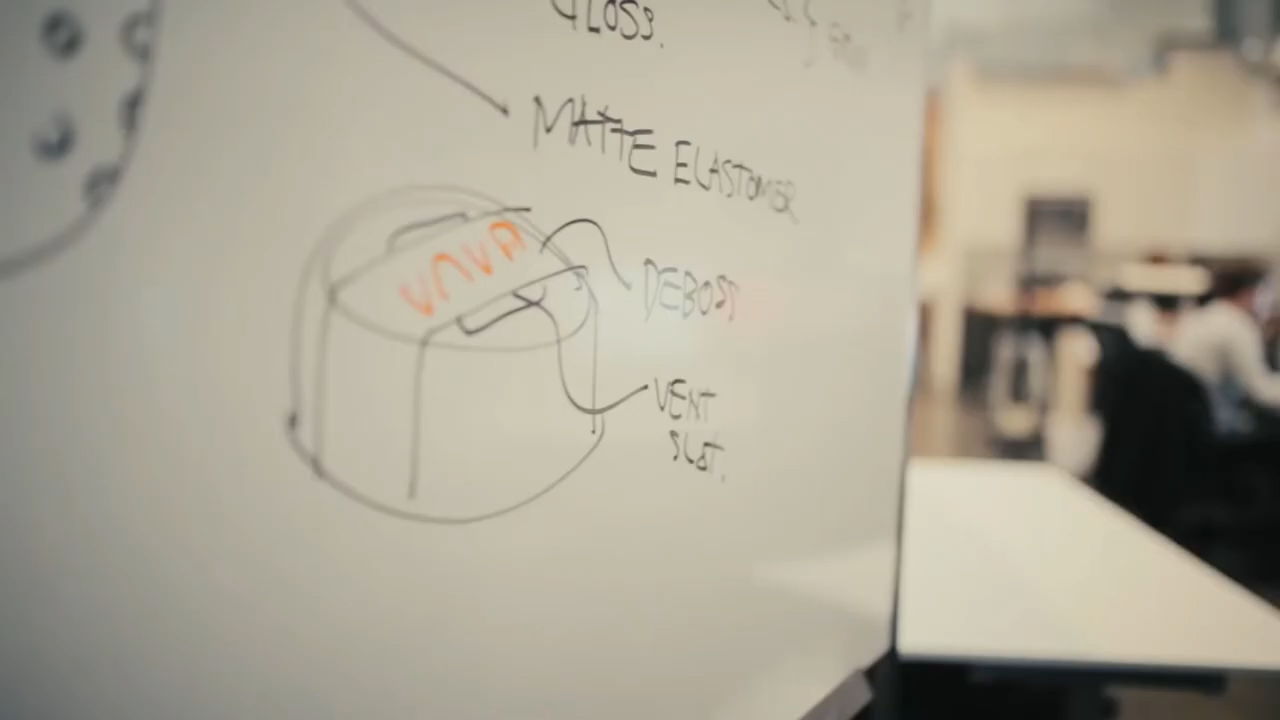 GLOSS.
MATTE ELASTOMER
VAVA
DEBOSS
VENT
SLOT.